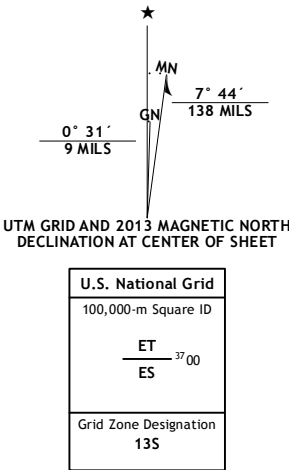 ★
MN
GN
7° 44´
138 MILS
0° 31´
9 MILS
UTM GRID AND 2013 MAGNETIC NORTH
DECLINATION AT CENTER OF SHEET
U.S. National Grid
100,000-m Square ID
ET
3700
ES
Grid Zone Designation
13S